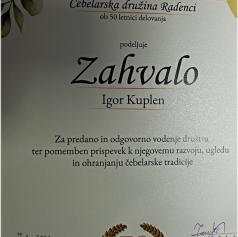 Čebelarska družina Radenci
ob 50 letnici delovanja
podeljuje
Zahvalo
Igor Kuplen
Za predano in odgovorno vodenje društva
ter pomemben prispevek k njegovemu razvoju, ugledu
in ohranjanju čebelarske tradicije